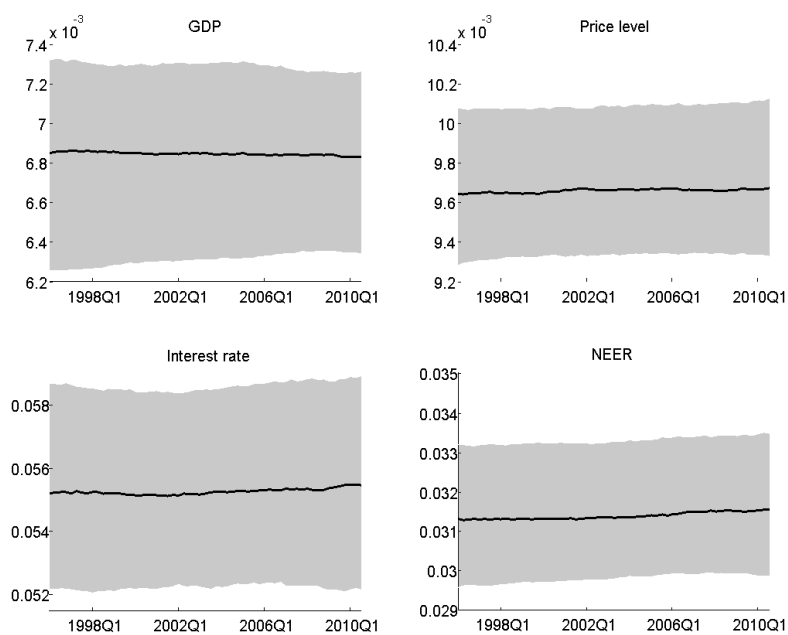 GDP
x 10^-3
7.4
7.2
7
6.8
6.6
6.4
6.2
1998Q1 2002Q1 2006Q1 2010Q1
Price level
x 10^-3
10.4
10.2
10
9.8
9.6
9.4
9.2
1998Q1 2002Q1 2006Q1 2010Q1
Interest rate
0.058
0.056
0.054
0.052
1998Q1 2002Q1 2006Q1 2010Q1
NEER
0.035
0.034
0.033
0.032
0.031
0.03
0.029
1998Q1 2002Q1 2006Q1 2010Q1